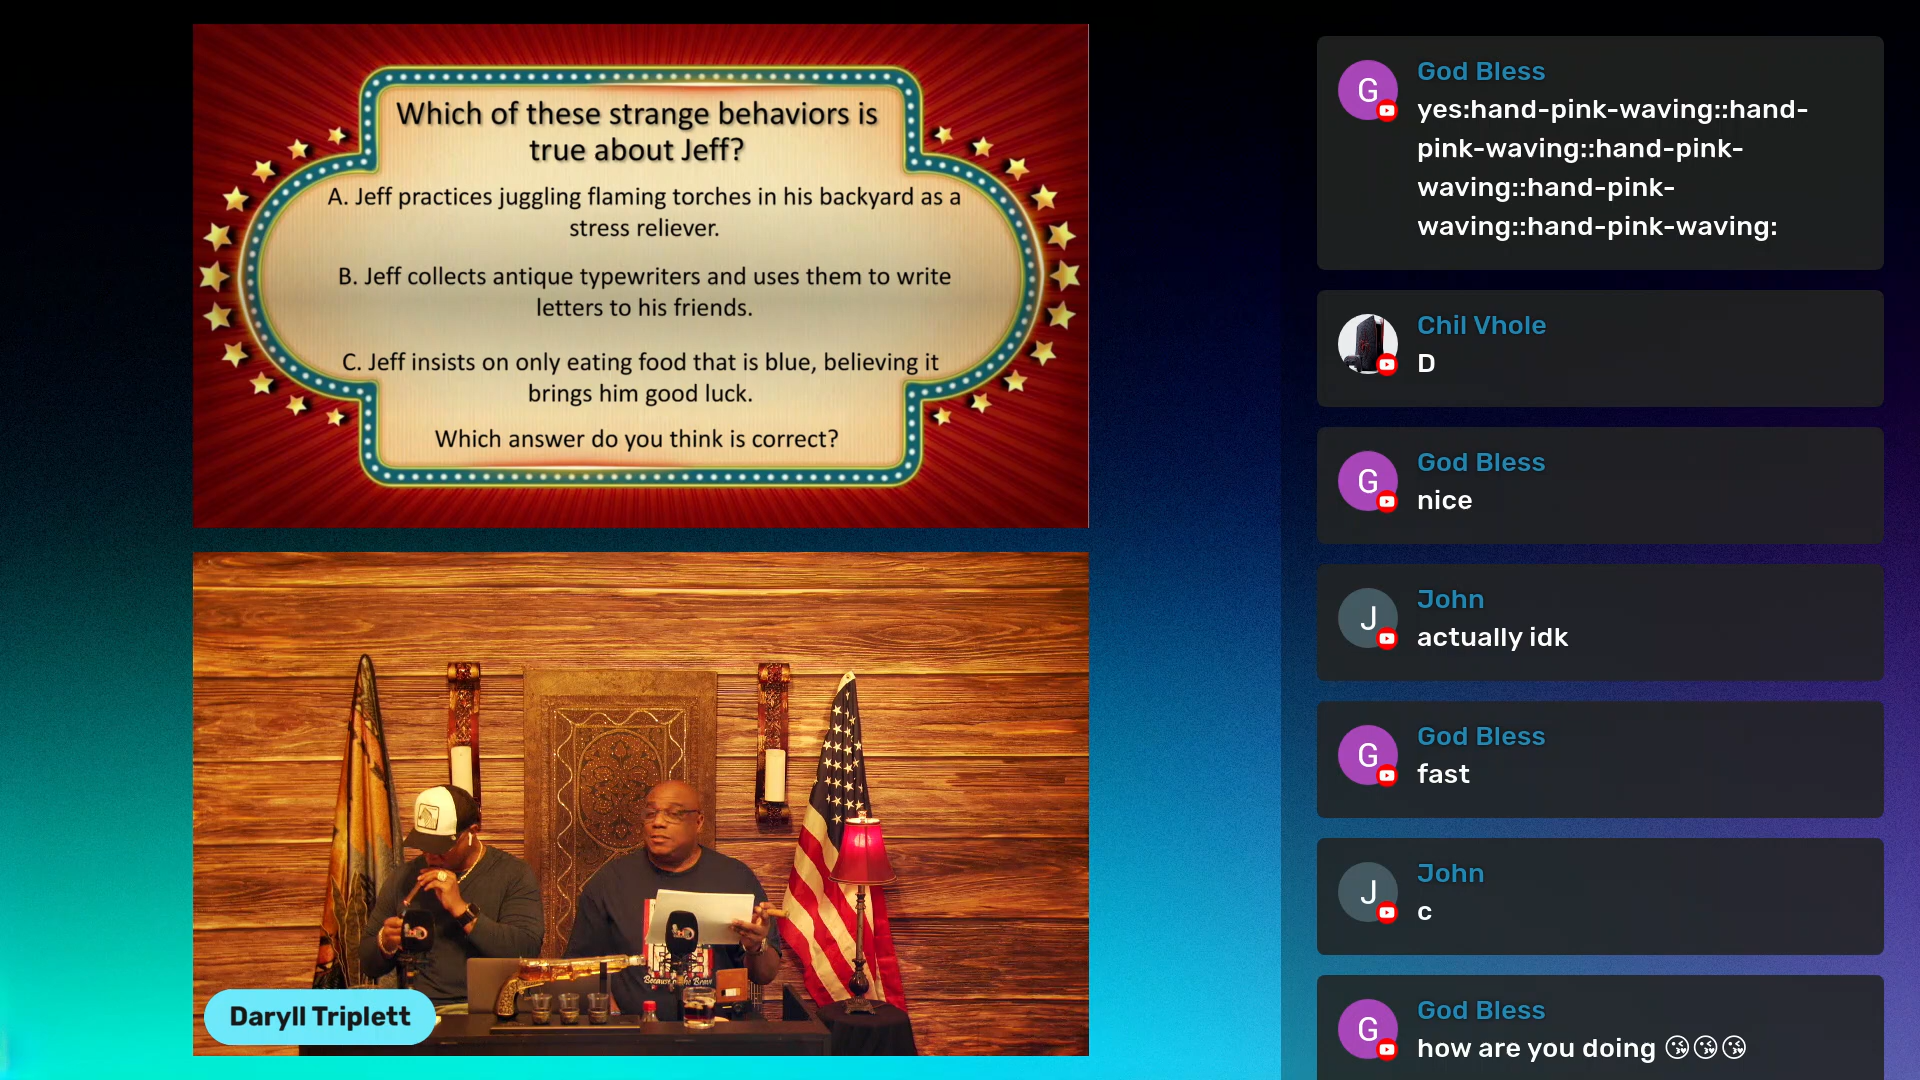 Which of these strange behaviors is
true about Jeff?
A. Jeff practices juggling flaming torches in his backyard as a
stress reliever.
B. Jeff collects antique typewriters and uses them to write
letters to his friends.
C. Jeff insists on only eating food that is blue, believing it
brings him good luck.
Which answer do you think is correct?
Daryll Triplett
G
God Bless
yes:hand-pink-waving::hand-
pink-waving::hand-pink-
waving::hand-pink-
waving::hand-pink-waving:
Chil Vhole
D
G
God Bless
nice
J
John
actually idk
G
God Bless
fast
J
John
c
G
God Bless
how are you doing 😘😘😘